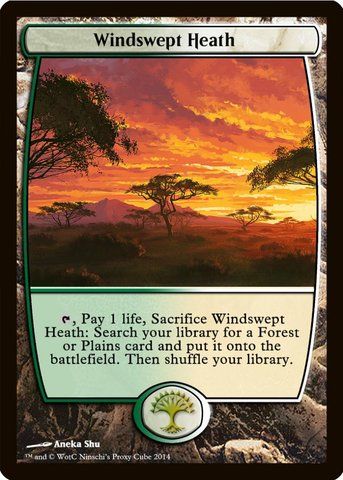 Windswept Heath
, Pay 1 life, Sacrifice Windswept
Heath: Search your library for a Forest
or Plains card and put it onto the
battlefield. Then shuffle your library.
Aneka Shu
™ and © WotC Ninschi's Proxy Cube 2014